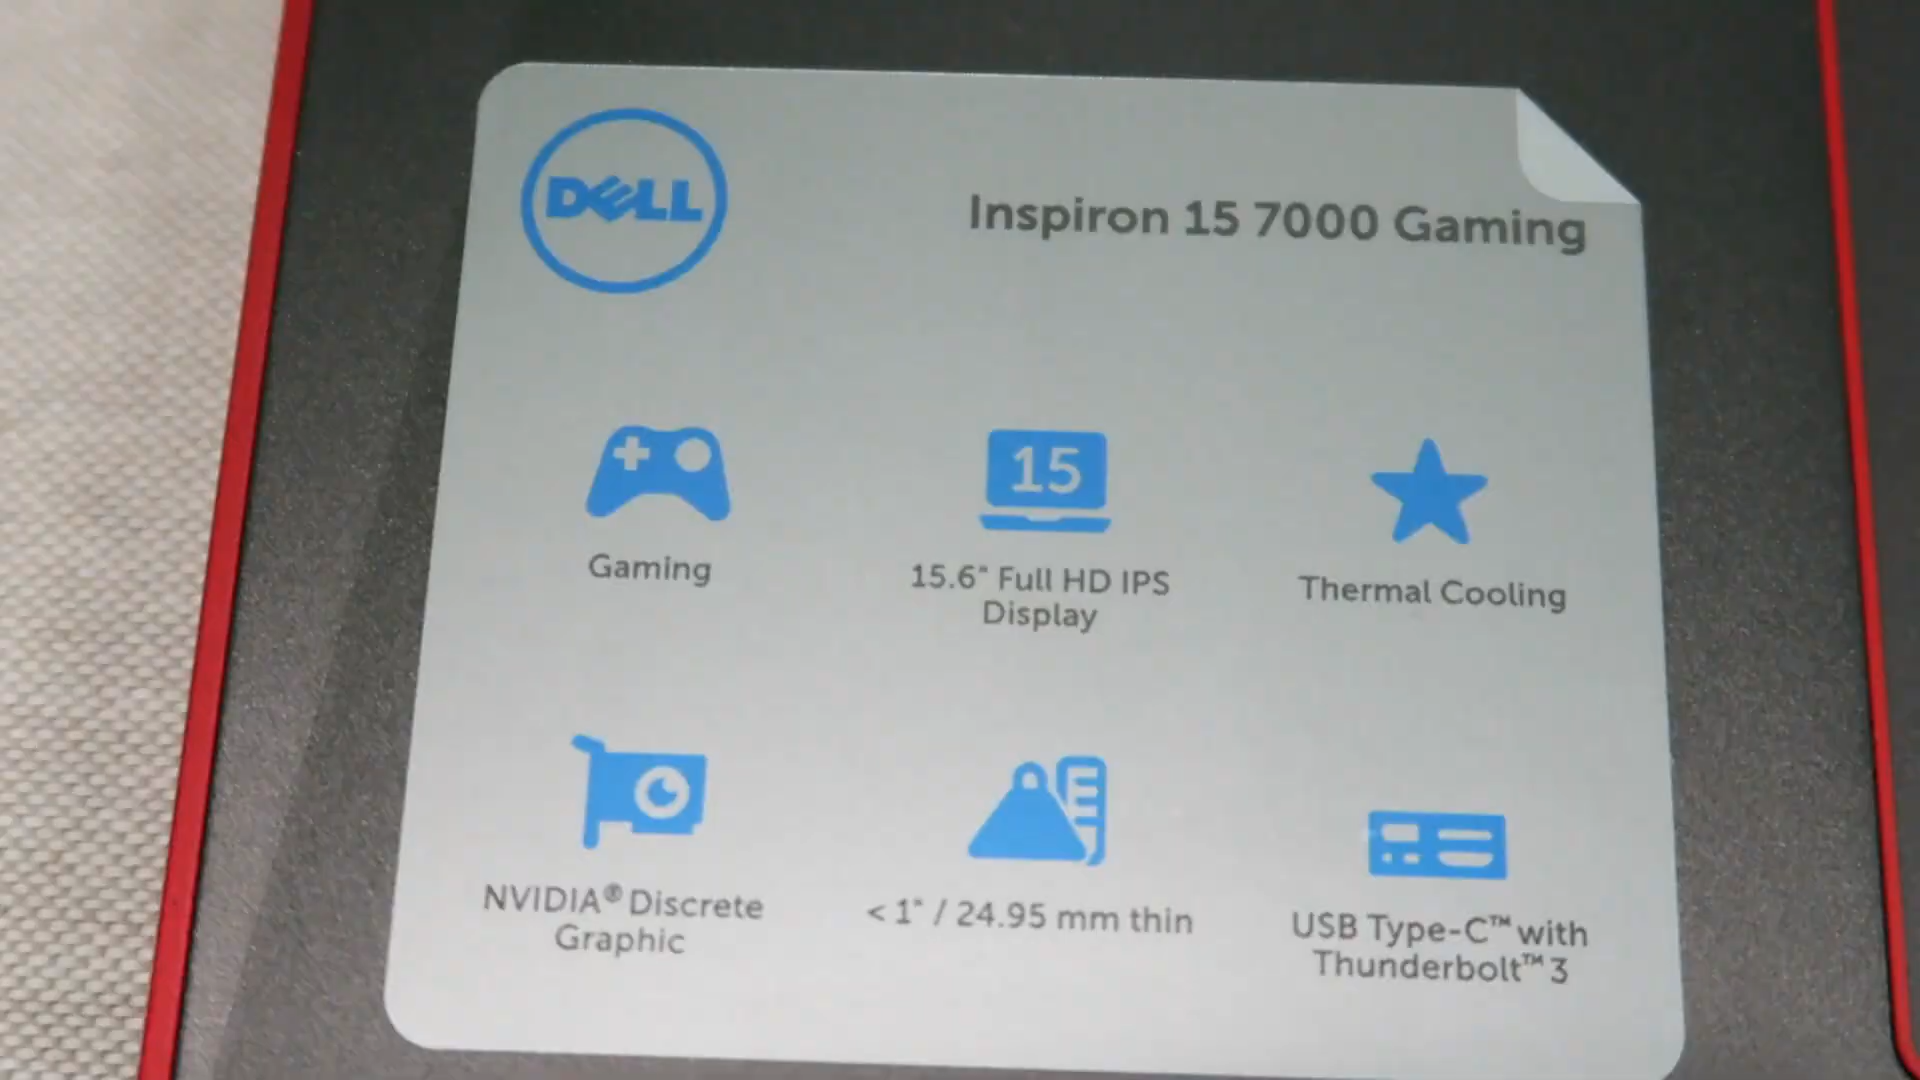 DELL
Inspiron 15 7000 Gaming
15
Gaming
15.6" Full HD IPS
Display
Thermal Cooling
NVIDIA® Discrete
Graphic
< 1" / 24.95 mm thin
USB Type-C™ with
Thunderbolt™ 3